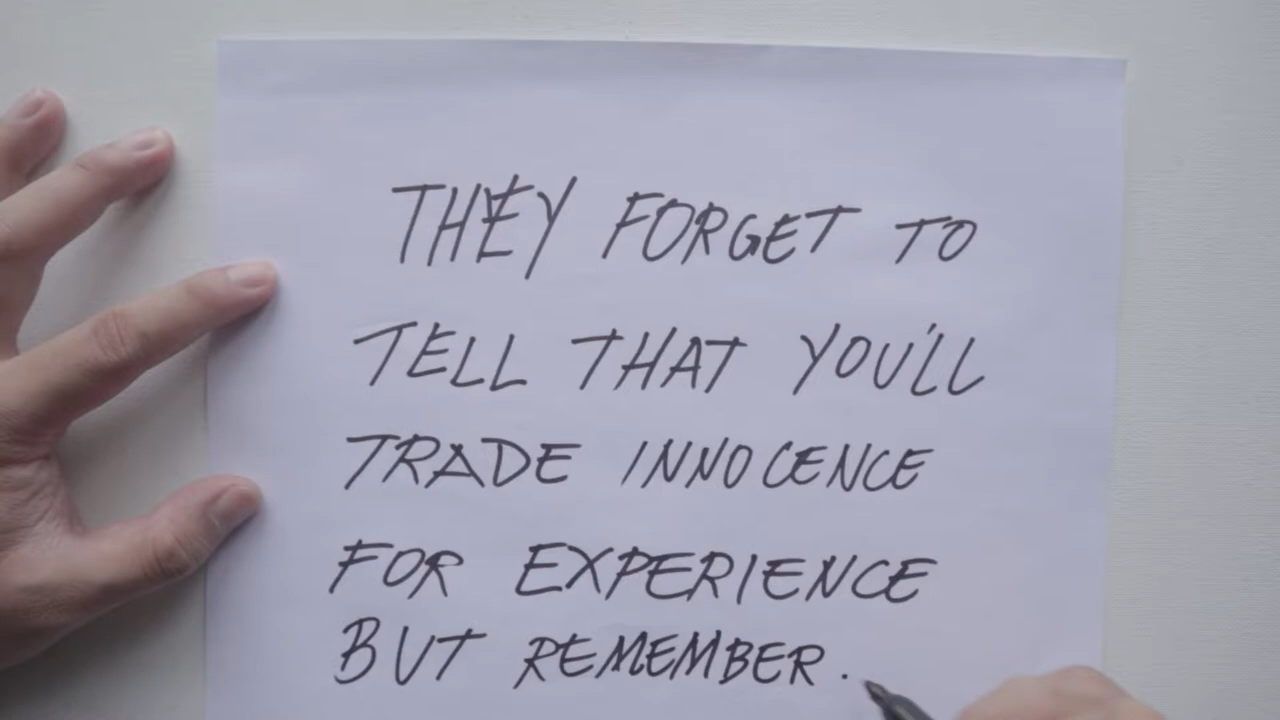 THEY FORGET TO
TELL THAT YOU'LL
TRADE INNOCENCE
FOR EXPERIENCE
BUT REMEMBER.